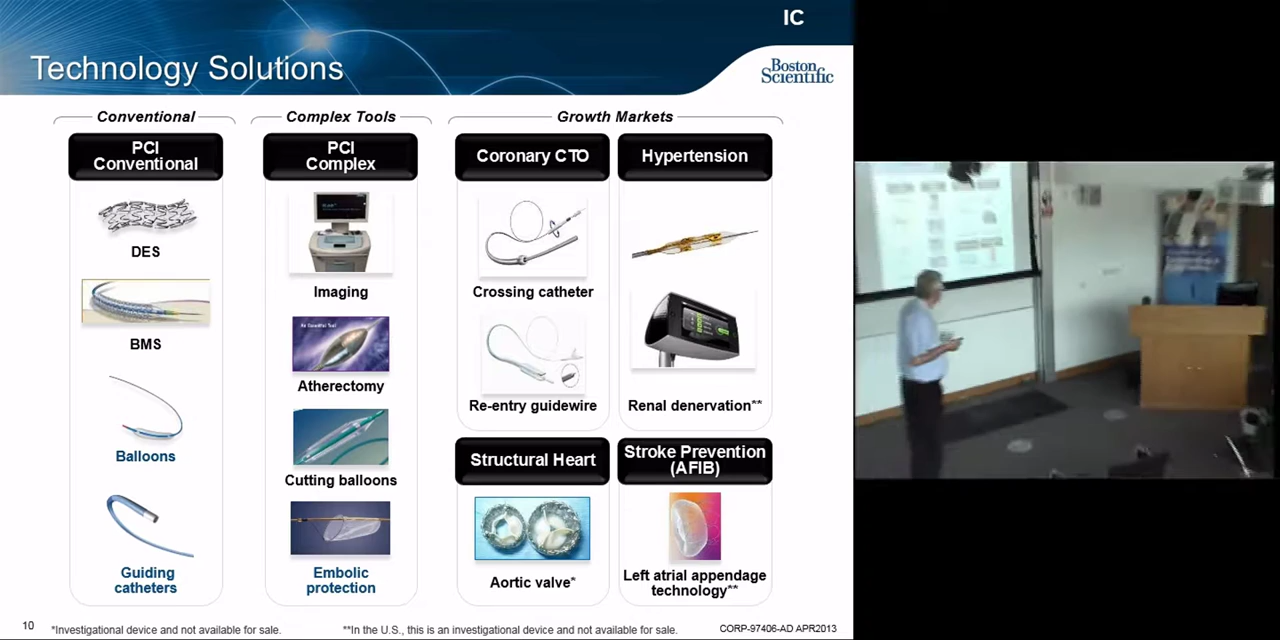 IC
Technology Solutions
Boston
Scientific
Conventional
Complex Tools
Growth Markets
PCI
Conventional
DES
BMS
Balloons
Guiding
catheters
PCI
Complex
Imaging
Atherectomy
Cutting balloons
Embolic
protection
Coronary CTO
Crossing catheter
Re-entry guidewire
Hypertension
Renal denervation**
Structural Heart
Aortic valve*
Stroke Prevention
(AFIB)
Left atrial appendage
technology**
10
*Investigational device and not available for sale.
**In the U.S., this is an investigational device and not available for sale.
CORP-97406-AD APR2013